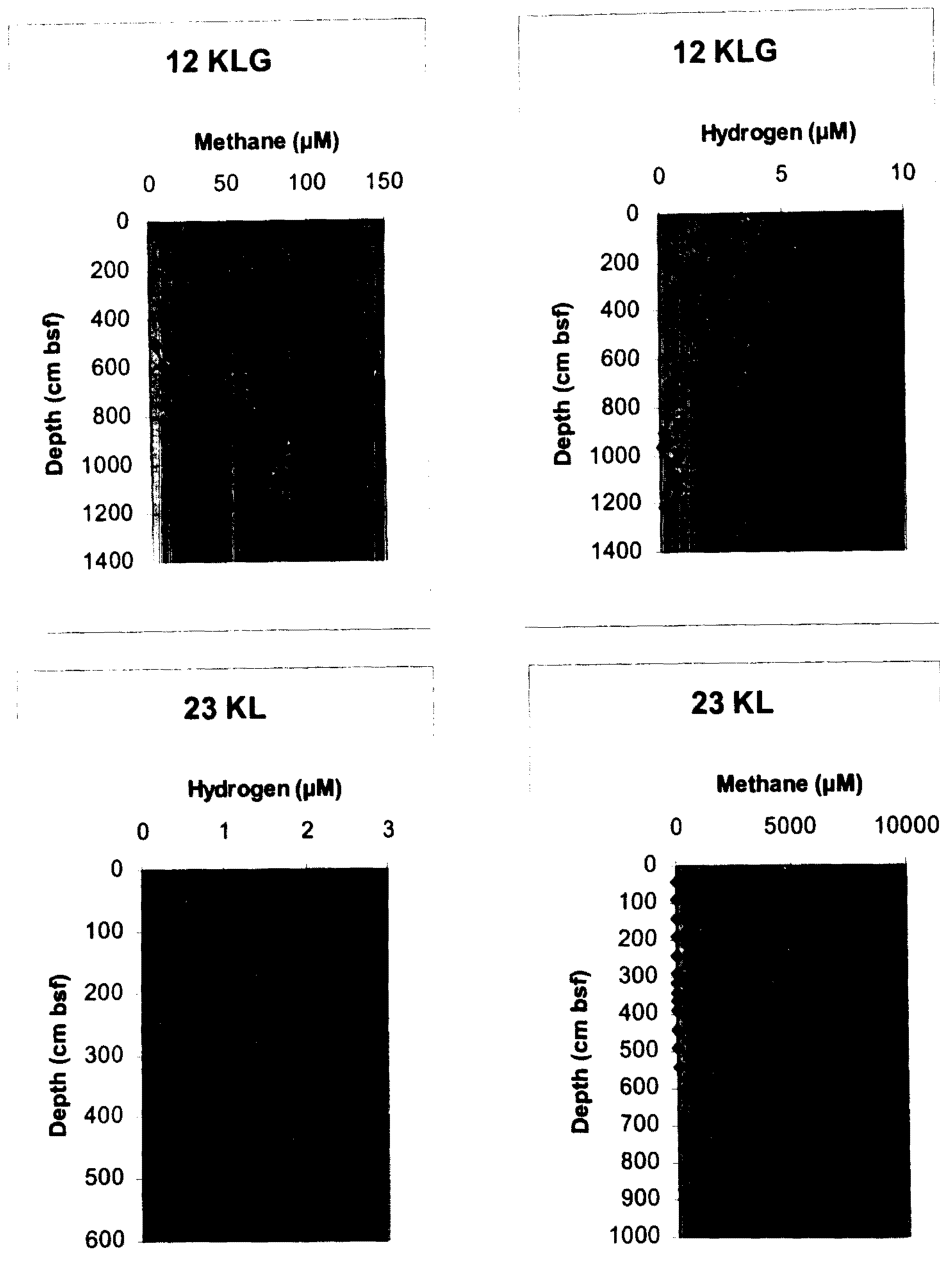 12 KLG
Methane (µM)
0 50 100 150
0
200
400
600
800
1000
1200
1400
Depth (cm bsf)
12 KLG
Hydrogen (µM)
0 5 10
0
200
400
600
800
1000
1200
1400
Depth (cm bsf)
23 KL
Hydrogen (µM)
0 1 2 3
0
100
200
300
400
500
600
Depth (cm bsf)
23 KL
Methane (µM)
0 5000 10000
0
100
200
300
400
500
600
700
800
900
1000
Depth (cm bsf)